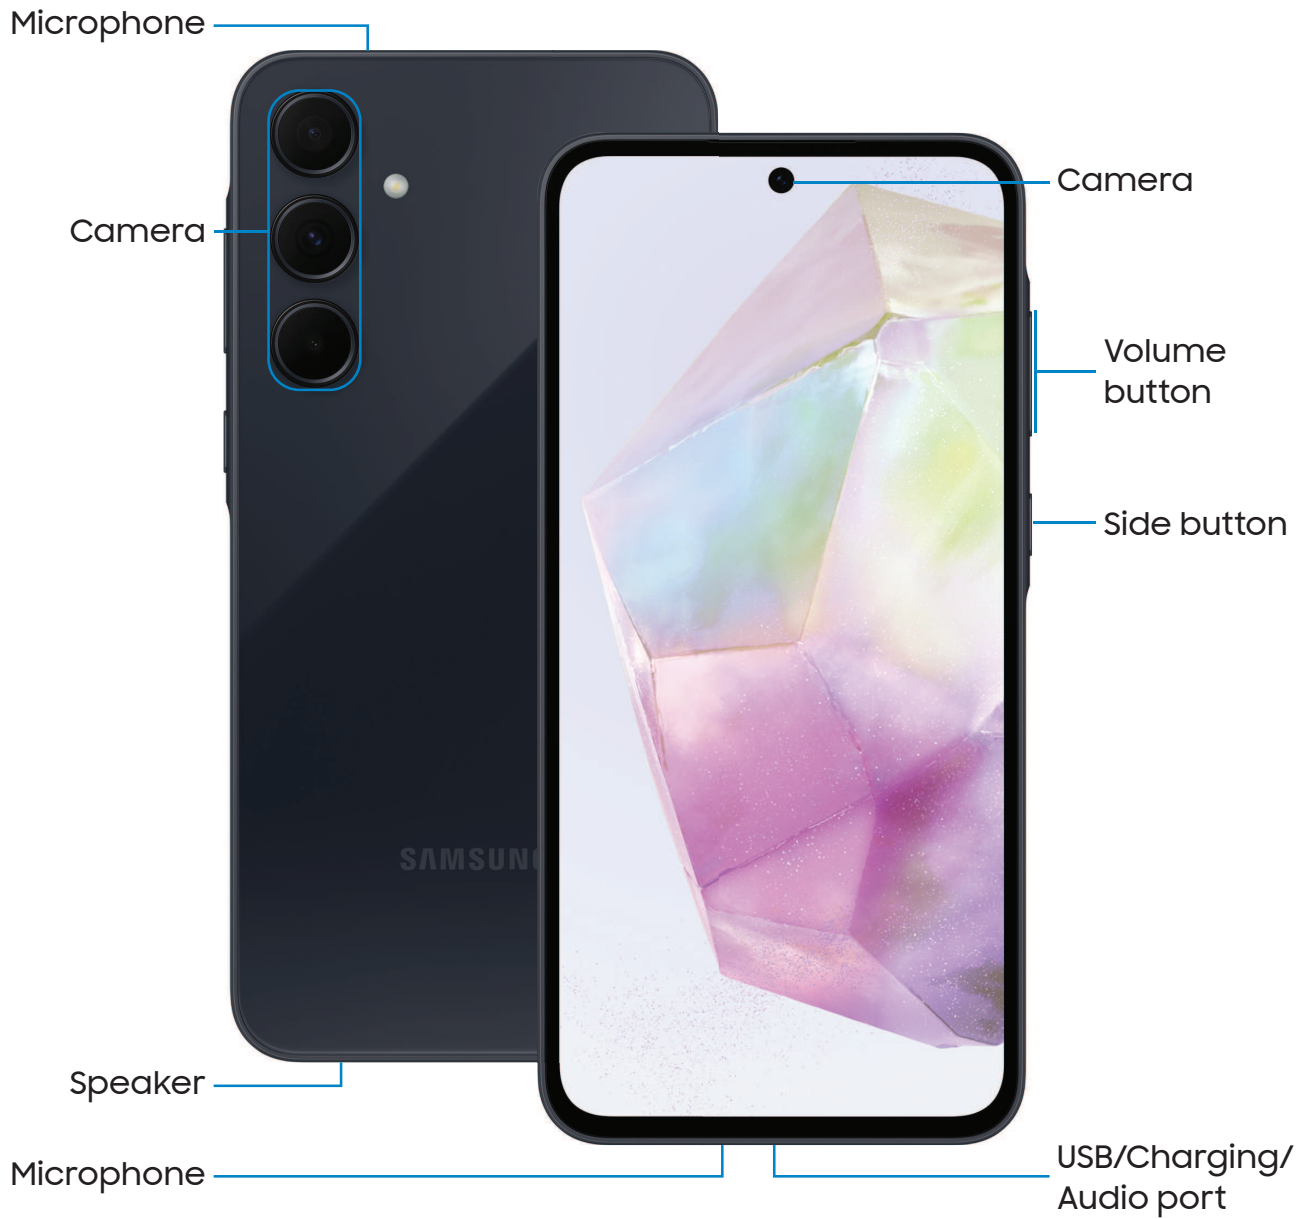 Microphone
Camera
Camera
Volume
button
Side button
SAMSUN
Speaker
Microphone
USB/Charging/
Audio port